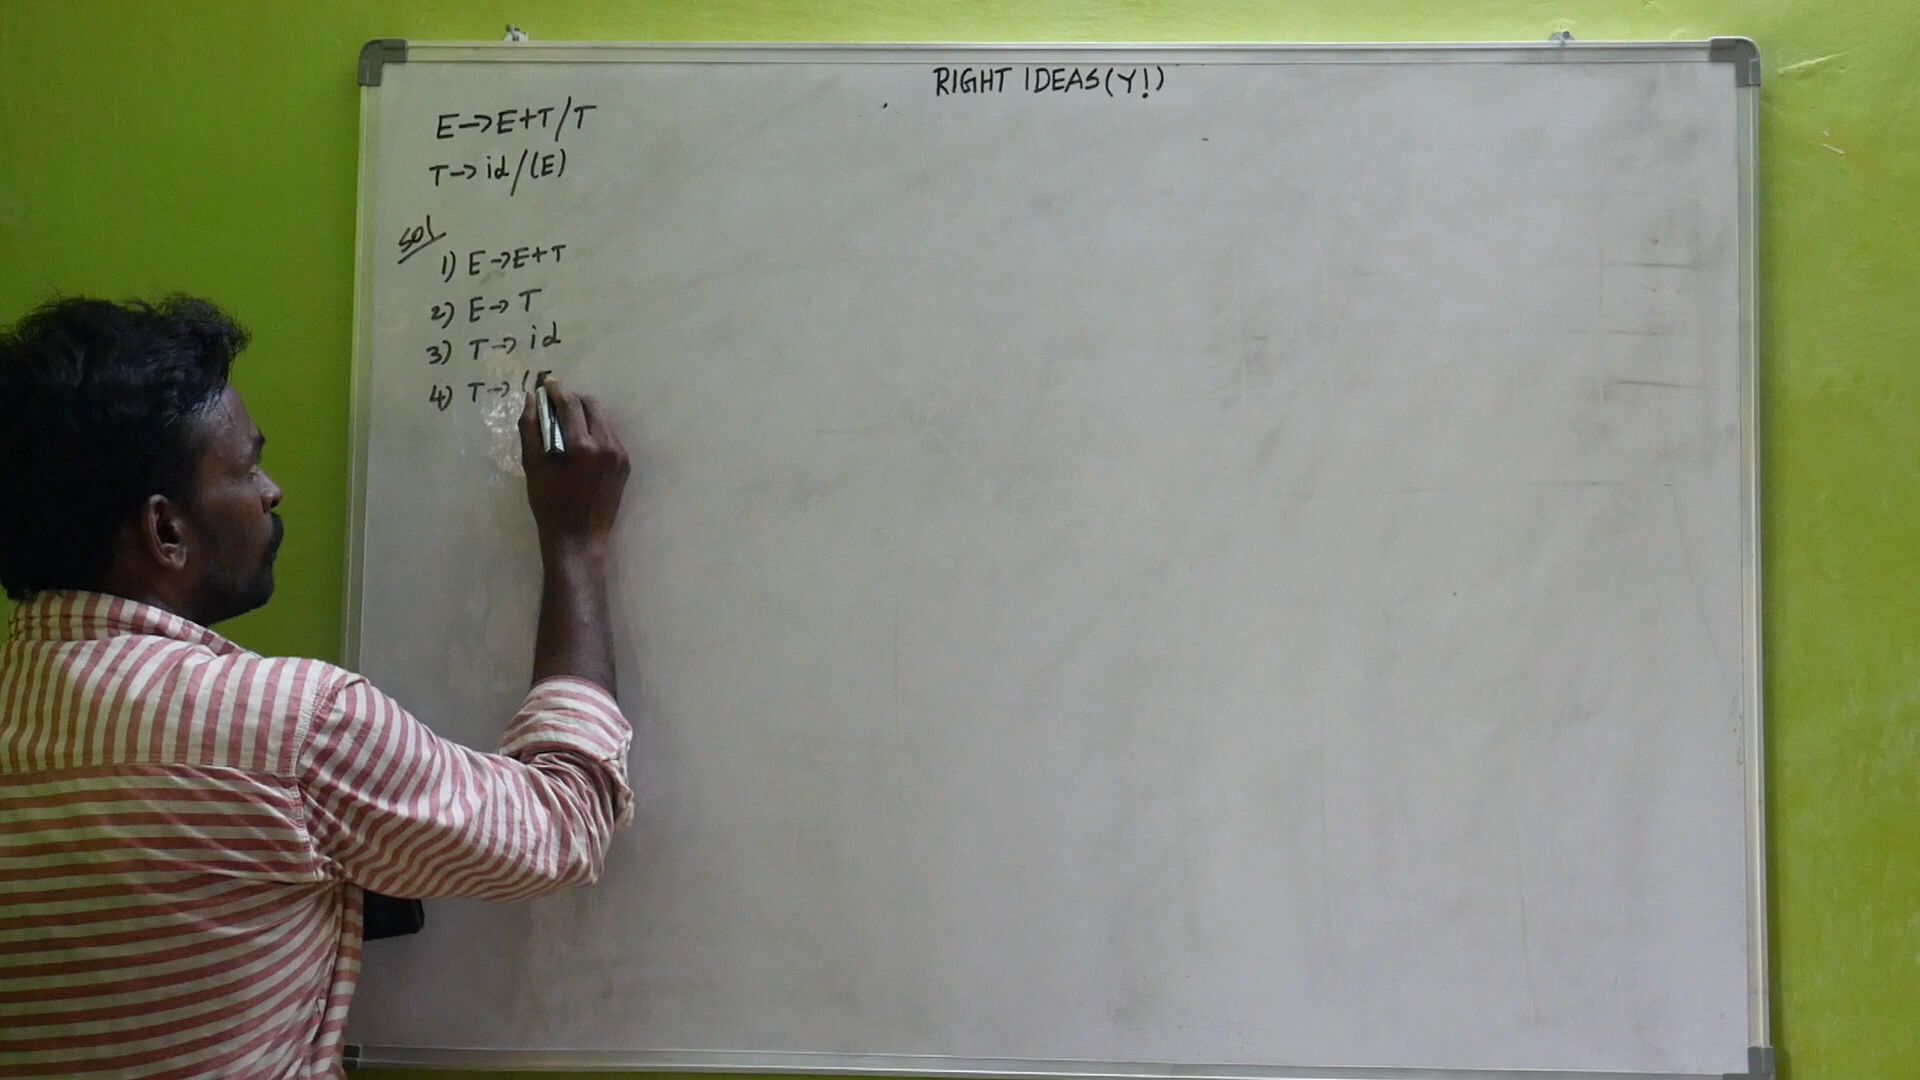 RIGHT IDEAS(Y!)
E→E+T/T
T→id/(E)
Sol
1) E→E+T
2) E→T
3) T→id
4) T→(E